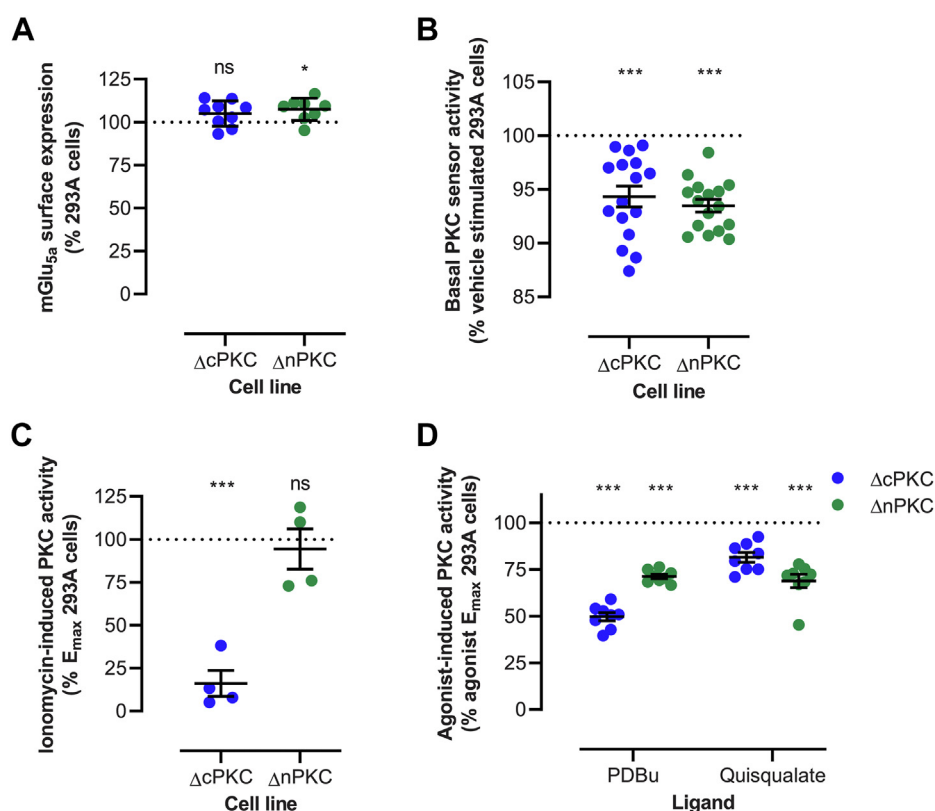 A
mGlu5a surface expression
(% 293A cells)
125
100
75
50
25
0
ns
*
ΔcPKC
ΔnPKC
Cell line
B
Basal PKC sensor activity
(% vehicle stimulated 293A cells)
105
100
95
90
85
***
***
ΔcPKC
ΔnPKC
Cell line
C
Ionomycin-induced PKC activity
(% Emax 293A cells)
125
100
75
50
25
0
***
ns
ΔcPKC
ΔnPKC
Cell line
D
Agonist-induced PKC activity
(% agonist Emax 293A cells)
100
75
50
25
0
***
***
***
***
ΔcPKC
ΔnPKC
PDBu
Quisqualate
Ligand